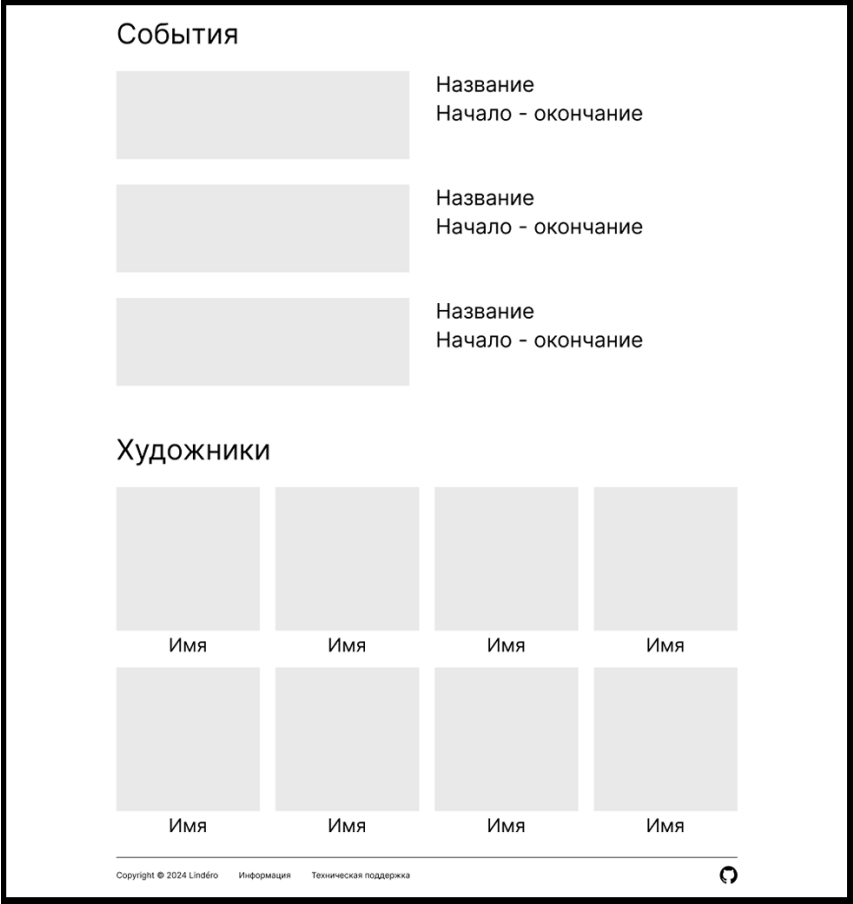 События
Название
Начало - окончание
Название
Начало - окончание
Название
Начало - окончание
Художники
Имя Имя Имя Имя
Имя Имя Имя Имя
Copyright © 2024 Lindéro Информация Техническая поддержка